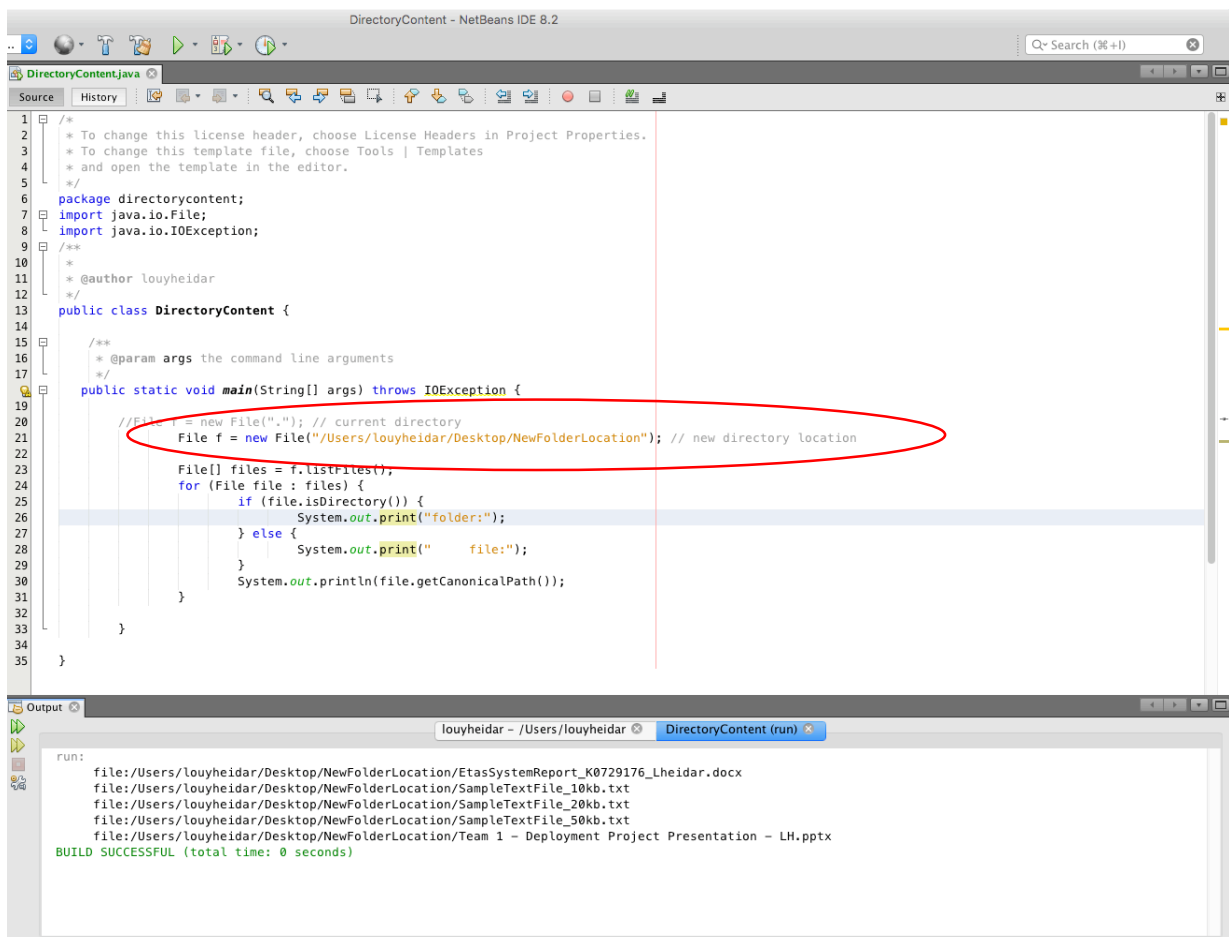 DirectoryContent - NetBeans IDE 8.2
..
Search (⌘+I)
DirectoryContent.java
Source History
1 /*
2 * To change this license header, choose License Headers in Project Properties.
3 * To change this template file, choose Tools | Templates
4 * and open the template in the editor.
5 */
6 package directorycontent;
7 import java.io.File;
8 import java.io.IOException;
9 /**
10 *
11 * @author louyheidar
12 */
13 public class DirectoryContent {
14
15 /**
16 * @param args the command line arguments
17 */
public static void main(String[] args) throws IOException {
19
20 //File f = new File("."); // current directory
21 File f = new File("/Users/louyheidar/Desktop/NewFolderLocation"); // new directory location
22
23 File[] files = f.listFiles();
24 for (File file : files) {
25 if (file.isDirectory()) {
26 System.out.print("folder:");
27 } else {
28 System.out.print("     file:");
29 }
30 System.out.println(file.getCanonicalPath());
31 }
32
33 }
34
35 }
Output
louyheidar – /Users/louyheidar DirectoryContent (run)
run:
file:/Users/louyheidar/Desktop/NewFolderLocation/EtasSystemReport_K0729176_Lheidar.docx
file:/Users/louyheidar/Desktop/NewFolderLocation/SampleTextFile_10kb.txt
file:/Users/louyheidar/Desktop/NewFolderLocation/SampleTextFile_20kb.txt
file:/Users/louyheidar/Desktop/NewFolderLocation/SampleTextFile_50kb.txt
file:/Users/louyheidar/Desktop/NewFolderLocation/Team 1 – Deployment Project Presentation – LH.pptx
BUILD SUCCESSFUL (total time: 0 seconds)